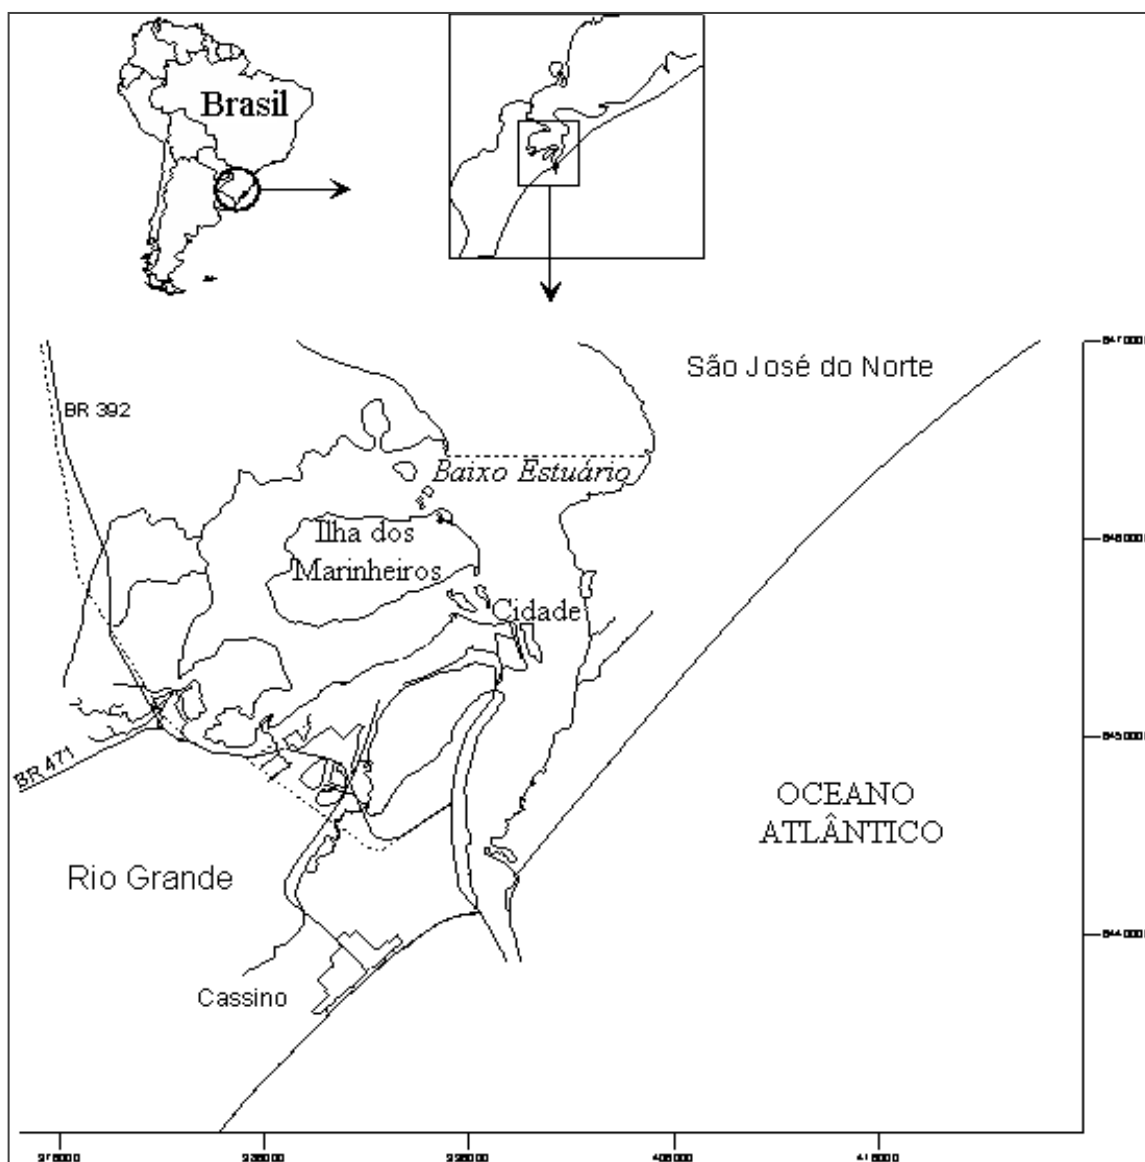 Brasil
São José do Norte
BR 392
Baixo Estuário
Ilha dos
Marinheiros
Cidade
BR 471
OCEANO
ATLÂNTICO
Rio Grande
Cassino